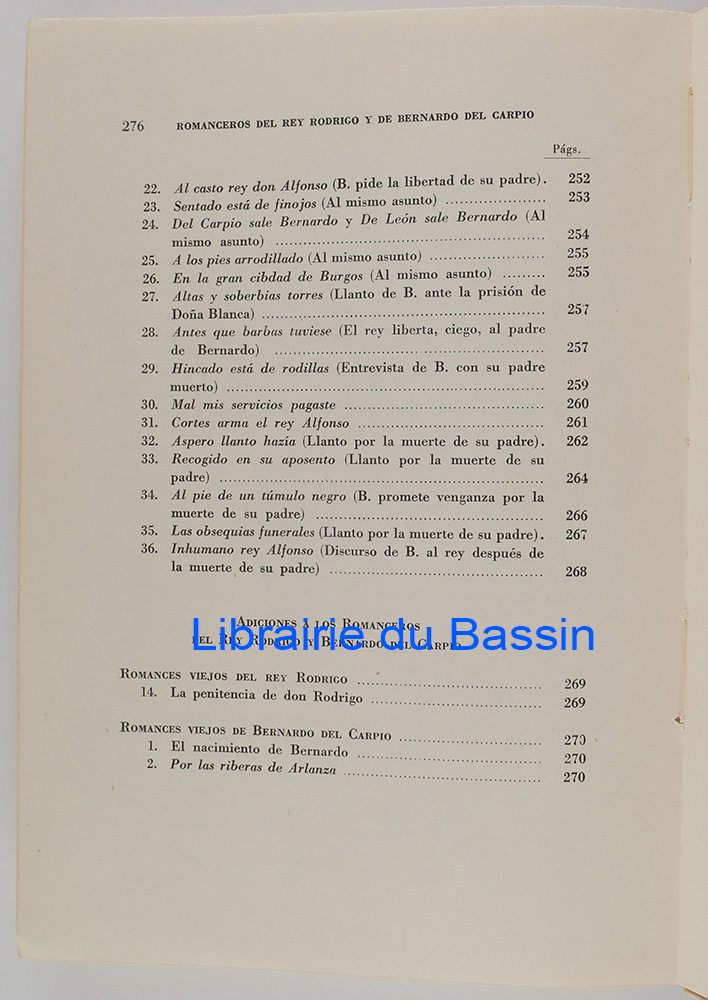 276 ROMANCEROS DEL REY RODRIGO Y DE BERNARDO DEL CARPIO
Págs.
22. Al casto rey don Alfonso (B. pide la libertad de su padre). 252
23. Sentado está de finojos (Al mismo asunto) .................... 253
24. Del Carpio sale Bernardo y De León sale Bernardo (Al
mismo asunto) .................................................... 254
25. A los pies arrodillado (Al mismo asunto) ...................... 255
26. En la gran cibdad de Burgos (Al mismo asunto) ......... 255
27. Altas y soberbias torres (Llanto de B. ante la prisión de
Doña Blanca) ...................................................... 257
28. Antes que barbas tuviese (El rey liberta, ciego, al padre
de Bernardo) .................................................... 257
29. Hincado está de rodillas (Entrevista de B. con su padre
muerto) ............................................................. 259
30. Mal mis servicios pagaste ....................................... 260
31. Cortes arma el rey Alfonso .................................... 261
32. Aspero llanto hazia (Llanto por la muerte de su padre). 262
33. Recogido en su aposento (Llanto por la muerte de su
padre) .............................................................. 264
34. Al pie de un túmulo negro (B. promete venganza por la
muerte de su padre) ............................................ 266
35. Las obsequias funerales (Llanto por la muerte de su padre). 267
36. Inhumano rey Alfonso (Discurso de B. al rey después de
la muerte de su padre) ......................................... 268
ADICIONES A LOS ROMANCEROS
DEL REY RODRIGO Y BERNARDO DEL CARPIO
Librairie du Bassin
ROMANCES VIEJOS DEL REY RODRIGO .................................... 269
14. La penitencia de don Rodrigo ................................. 269
ROMANCES VIEJOS DE BERNARDO DEL CARPIO ........................... 270
1. El nacimiento de Bernardo .................................... 270
2. Por las riberas de Arlanza ...................................... 270